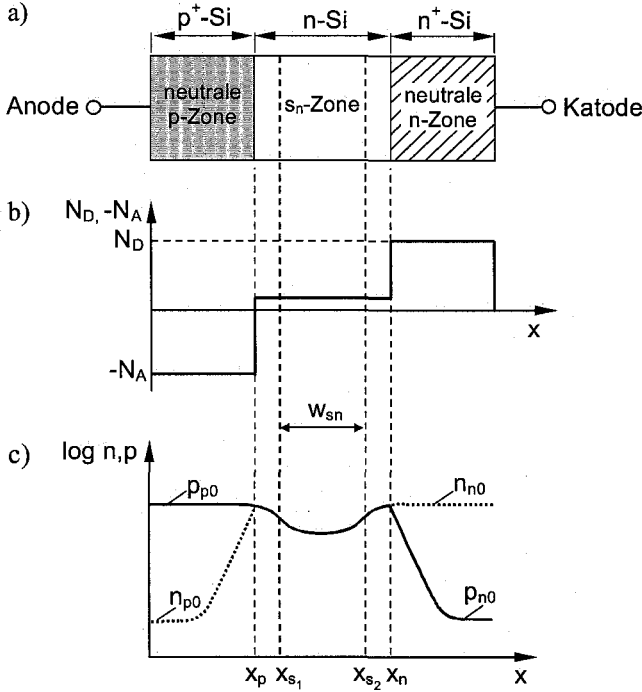 a)
p⁺-Si n-Si n⁺-Si
Anode neutrale p-Zone sₙ-Zone neutrale n-Zone Katode
b)
N_D, -N_A
N_D
x
-N_A
w_sn
c)
log n,p
p_p0 n_n0
n_p0 p_n0
x_p x_s₁ x_s₂ x_n x